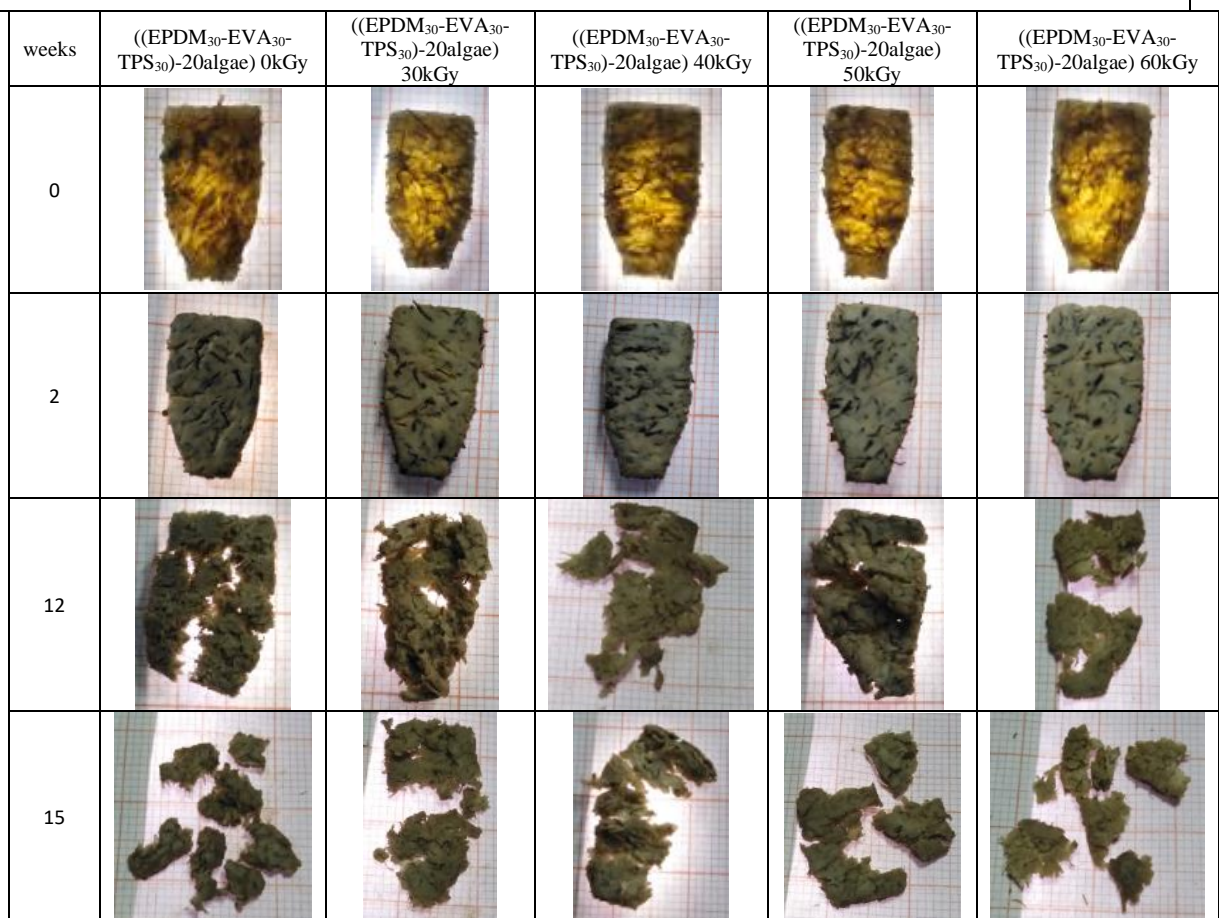 weeks
((EPDM₃₀-EVA₃₀-
TPS₃₀)-20algae) 0kGy
((EPDM₃₀-EVA₃₀-
TPS₃₀)-20algae)
30kGy
((EPDM₃₀-EVA₃₀-
TPS₃₀)-20algae) 40kGy
((EPDM₃₀-EVA₃₀-
TPS₃₀)-20algae)
50kGy
((EPDM₃₀-EVA₃₀-
TPS₃₀)-20algae) 60kGy
0
2
12
15